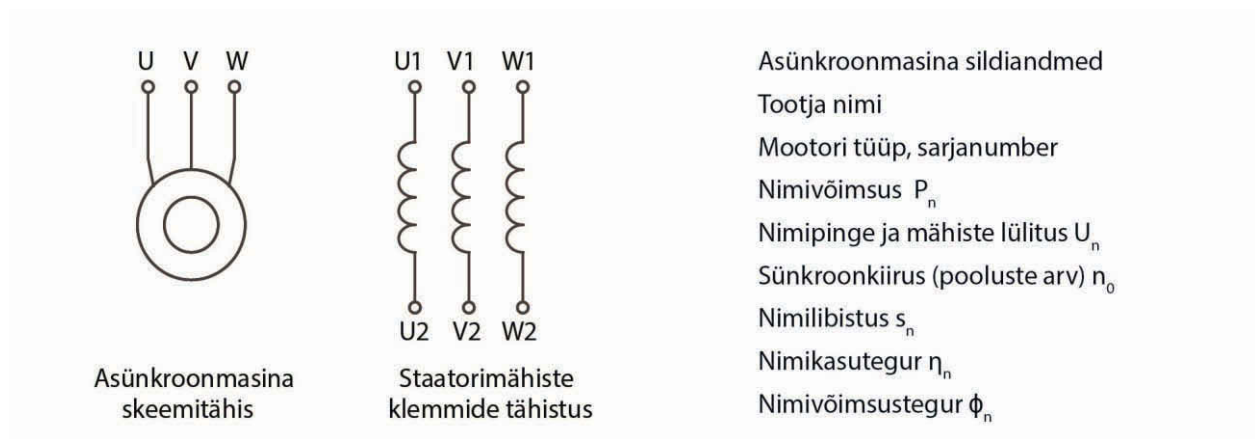 U V W
Asünkroonmasina
skeemitähis
U1 V1 W1
U2 V2 W2
Staatorimähiste
klemmide tähistus
Asünkroonmasina sildiandmed
Tootja nimi
Mootori tüüp, sarjanumber
Nimivõimsus Pₙ
Nimipinge ja mähiste lülitus Uₙ
Sünkroonkiirus (pooluste arv) n₀
Nimilibistus sₙ
Nimikasutegur ηₙ
Nimivõimsustegur ϕₙ